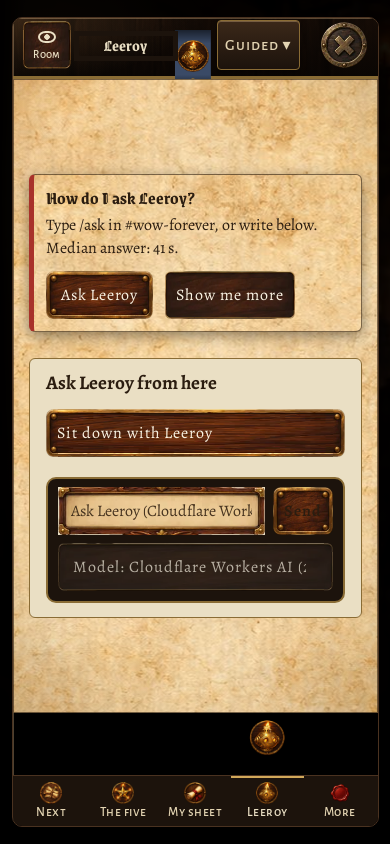 Room
Leeroy
Guided ▼
How do I ask Leeroy?
Type /ask in #wow-forever, or write below.
Median answer: 41 s.
Ask Leeroy
Show me more
Ask Leeroy from here
Sit down with Leeroy
Ask Leeroy (Cloudflare Work
Send
Model: Cloudflare Workers AI (
Next
The Five
My sheet
Leeroy
More